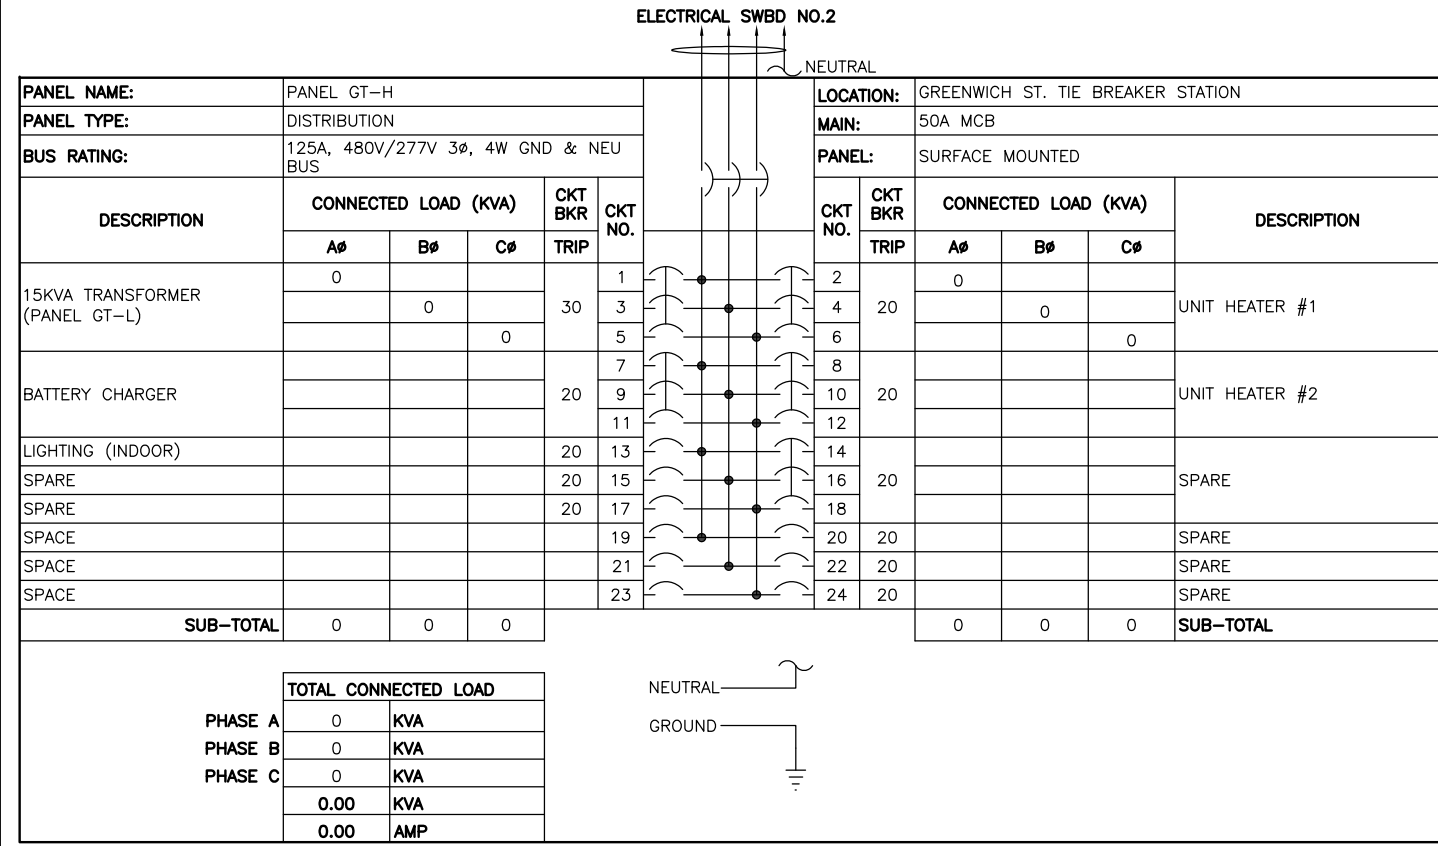 ELECTRICAL SWBD NO.2
NEUTRAL
PANEL NAME: PANEL GT-H LOCATION: GREENWICH ST. TIE BREAKER STATION
PANEL TYPE: DISTRIBUTION MAIN: 50A MCB
BUS RATING: 125A, 480V/277V 3ø, 4W GND & NEU BUS PANEL: SURFACE MOUNTED
DESCRIPTION CONNECTED LOAD (KVA) CKT BKR CKT NO. CKT NO. CKT BKR CONNECTED LOAD (KVA) DESCRIPTION
Aø Bø Cø TRIP TRIP Aø Bø Cø
15KVA TRANSFORMER (PANEL GT-L) 30 20 UNIT HEATER #1
0 1 2 0
0 3 4 0
0 5 6 0
BATTERY CHARGER 20 20 UNIT HEATER #2
7 8
9 10
11 12
LIGHTING (INDOOR) 20 13 14
SPARE 20 15 16 20 SPARE
SPARE 20 17 18
SPACE 19 20 20 SPARE
SPACE 21 22 20 SPARE
SPACE 23 24 20 SPARE
SUB-TOTAL 0 0 0 0 0 0 SUB-TOTAL
TOTAL CONNECTED LOAD
PHASE A 0 KVA
PHASE B 0 KVA
PHASE C 0 KVA
0.00 KVA
0.00 AMP
NEUTRAL
GROUND